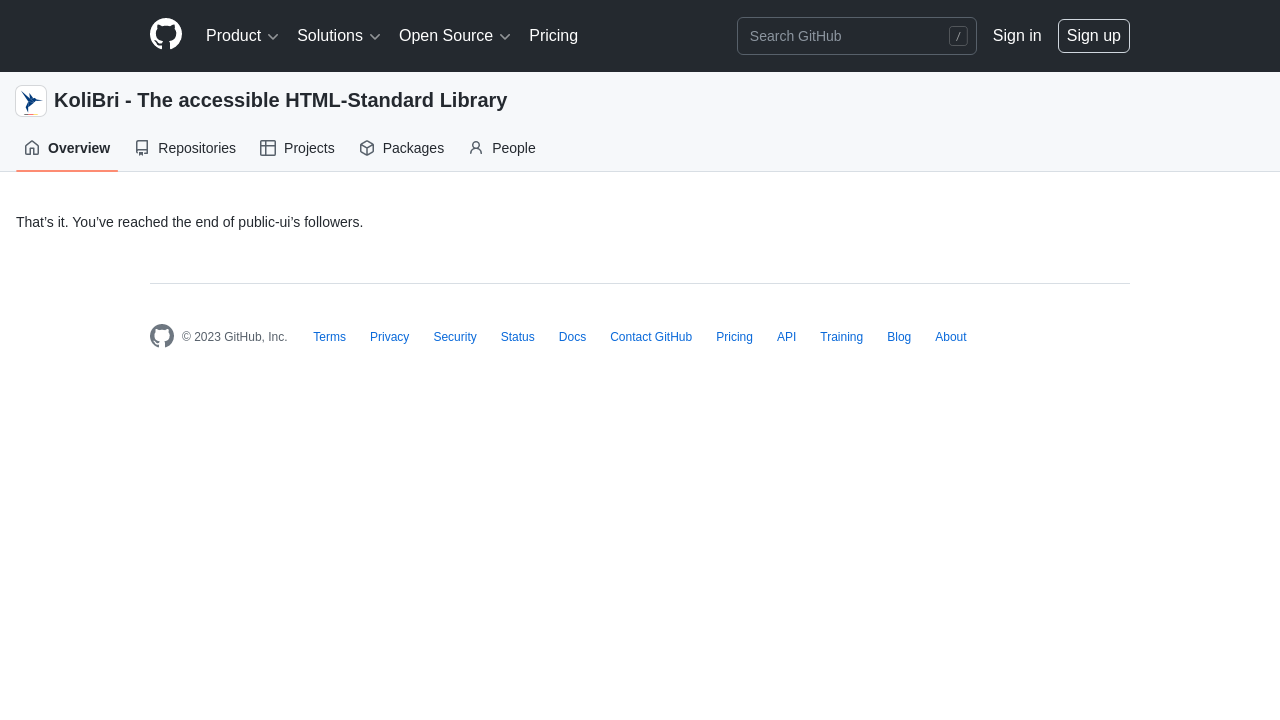 Product Solutions Open Source Pricing Search GitHub / Sign in Sign up
KoliBri - The accessible HTML-Standard Library
Overview Repositories Projects Packages People
That’s it. You’ve reached the end of public-ui’s followers.
© 2023 GitHub, Inc. Terms Privacy Security Status Docs Contact GitHub Pricing API Training Blog About